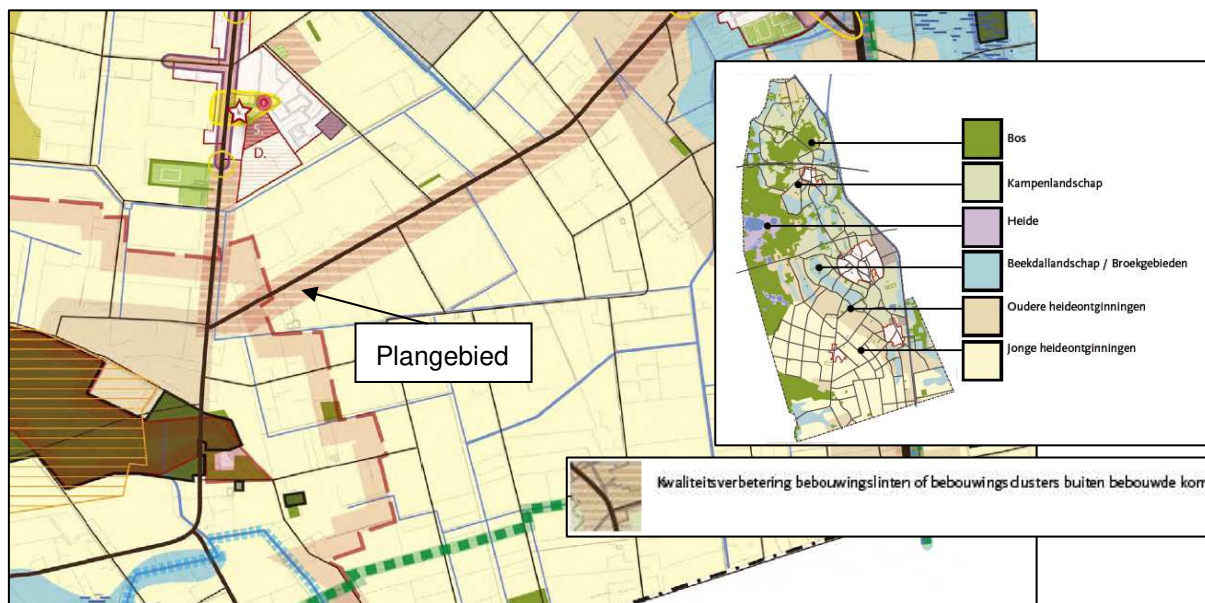 S.
D.
Plangebied
Bos
Kampenlandschap
Heide
Beekdallandschap / Broekgebieden
Oudere heideontginningen
Jonge heideontginningen
Kwaliteitsverbetering bebouwingslinten of bebouwingsclusters buiten bebouwde kom